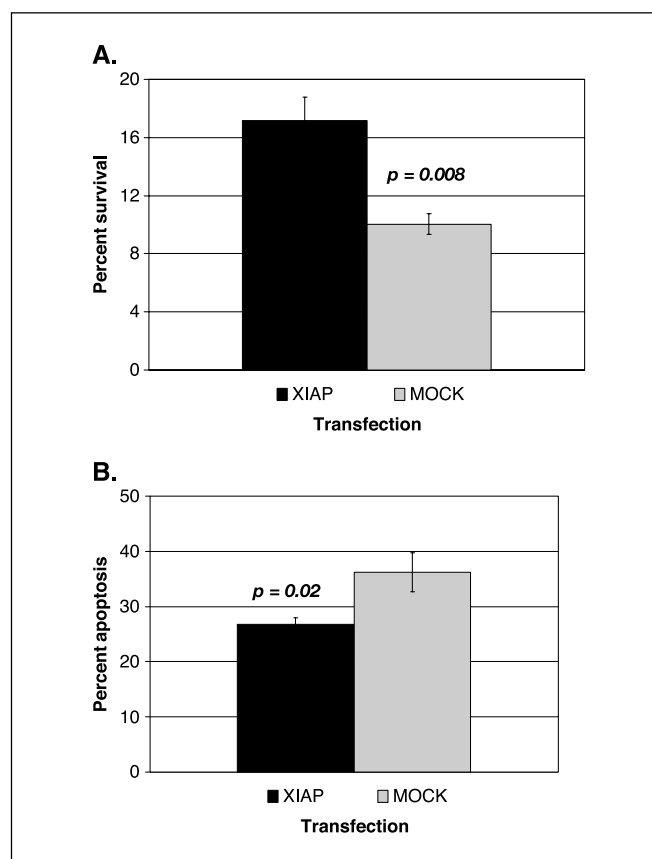 A.
20
16
12
8
4
0
Percent survival
p = 0.008
XIAP MOCK
Transfection
B.
50
40
30
20
10
0
Percent apoptosis
p = 0.02
XIAP MOCK
Transfection